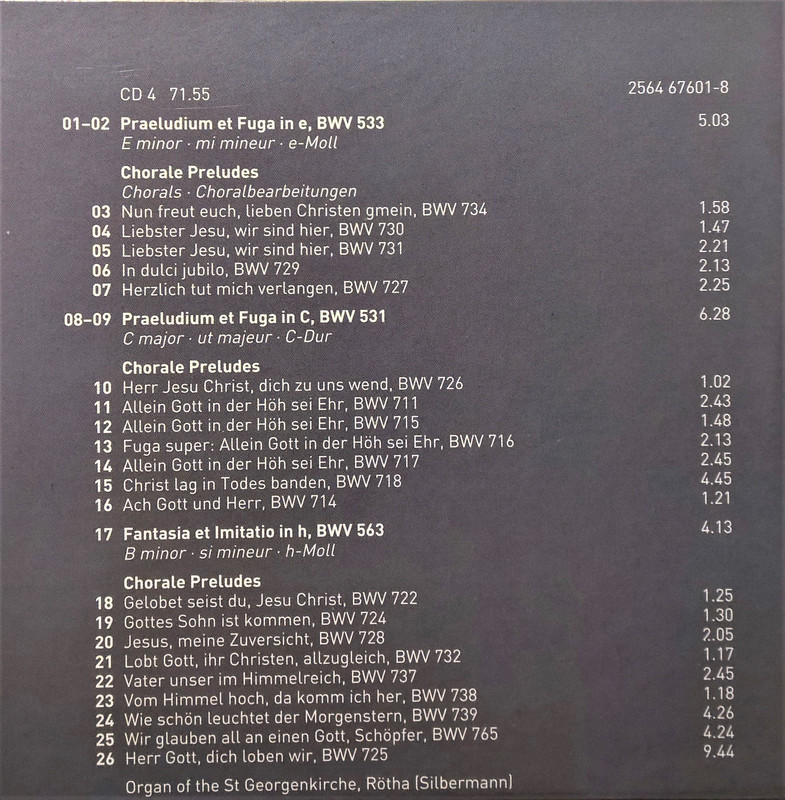 CD 4 71.55 2564 67601-8
01–02 Praeludium et Fuga in e, BWV 533 5.03
E minor · mi mineur · e-Moll
Chorale Preludes
Chorals · Choralbearbeitungen
03 Nun freut euch, lieben Christen gmein, BWV 734 1.58
04 Liebster Jesu, wir sind hier, BWV 730 1.47
05 Liebster Jesu, wir sind hier, BWV 731 2.21
06 In dulci jubilo, BWV 729 2.13
07 Herzlich tut mich verlangen, BWV 727 2.25
08–09 Praeludium et Fuga in C, BWV 531 6.28
C major · ut majeur · C-Dur
Chorale Preludes
10 Herr Jesu Christ, dich zu uns wend, BWV 726 1.02
11 Allein Gott in der Höh sei Ehr, BWV 711 2.43
12 Allein Gott in der Höh sei Ehr, BWV 715 1.48
13 Fuga super: Allein Gott in der Höh sei Ehr, BWV 716 2.13
14 Allein Gott in der Höh sei Ehr, BWV 717 2.45
15 Christ lag in Todes banden, BWV 718 4.45
16 Ach Gott und Herr, BWV 714 1.21
17 Fantasia et Imitatio in h, BWV 563 4.13
B minor · si mineur · h-Moll
Chorale Preludes
18 Gelobet seist du, Jesu Christ, BWV 722 1.25
19 Gottes Sohn ist kommen, BWV 724 1.30
20 Jesus, meine Zuversicht, BWV 728 2.05
21 Lobt Gott, ihr Christen, allzugleich, BWV 732 1.17
22 Vater unser im Himmelreich, BWV 737 2.45
23 Vom Himmel hoch, da komm ich her, BWV 738 1.18
24 Wie schön leuchtet der Morgenstern, BWV 739 4.26
25 Wir glauben all an einen Gott, Schöpfer, BWV 765 4.24
26 Herr Gott, dich loben wir, BWV 725 9.44
Organ of the St Georgenkirche, Rötha (Silbermann)